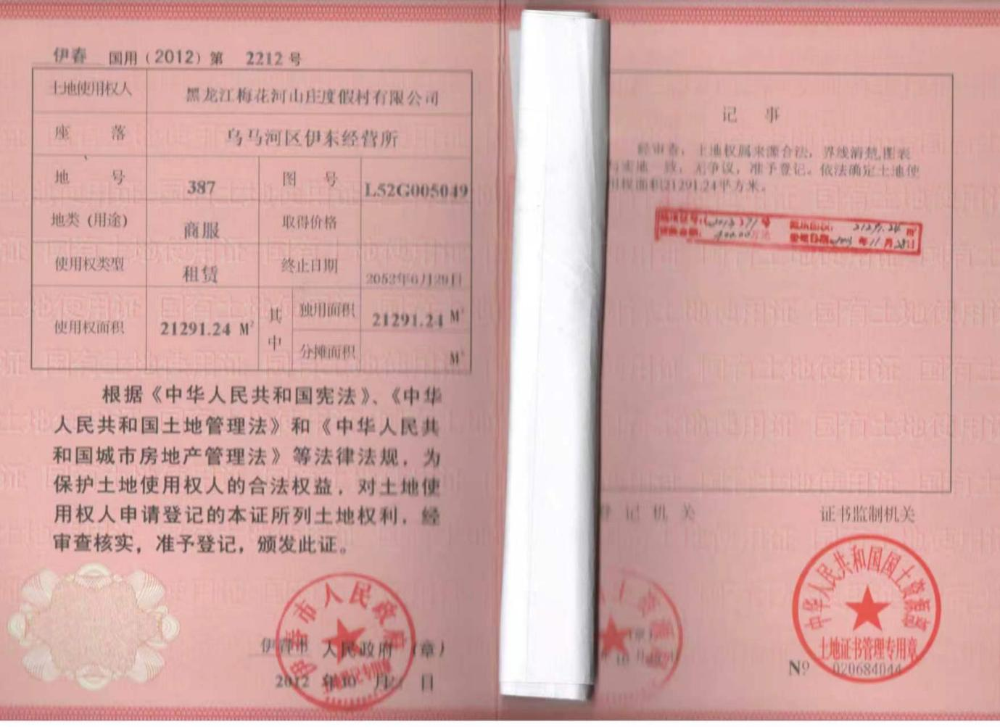 伊春 国用（2012）第 2212 号
土地使用权人 黑龙江梅花河山庄度假村有限公司
座 落 乌马河区伊东经营所
地 号 387 图 号 L52G005049
地类（用途） 商服 取得价格
使用权类型 租赁 终止日期 2052年6月29日
使用权面积 21291.24 M² 其中 独用面积 21291.24 M²
分摊面积 M²
根据《中华人民共和国宪法》、《中华
人民共和国土地管理法》和《中华人民共
和国城市房地产管理法》等法律法规，为
保护土地使用权人的合法权益，对土地使
用权人申请登记的本证所列土地权利，经
审查核实，准予登记，颁发此证。
伊春市人民政府
土地登记专用章
伊春市 人民政府（章）
2012 年10 月 日
记 事
经审查，土地权属来源合法，界线清楚,图表
与实地一致，无争议，准予登记。依法确定土地使
用权面积21291.24平方米。
21291.24
年11月
登记机关
证书监制机关
中华人民共和国国土资源部
土地证书管理专用章
Nº 020684044